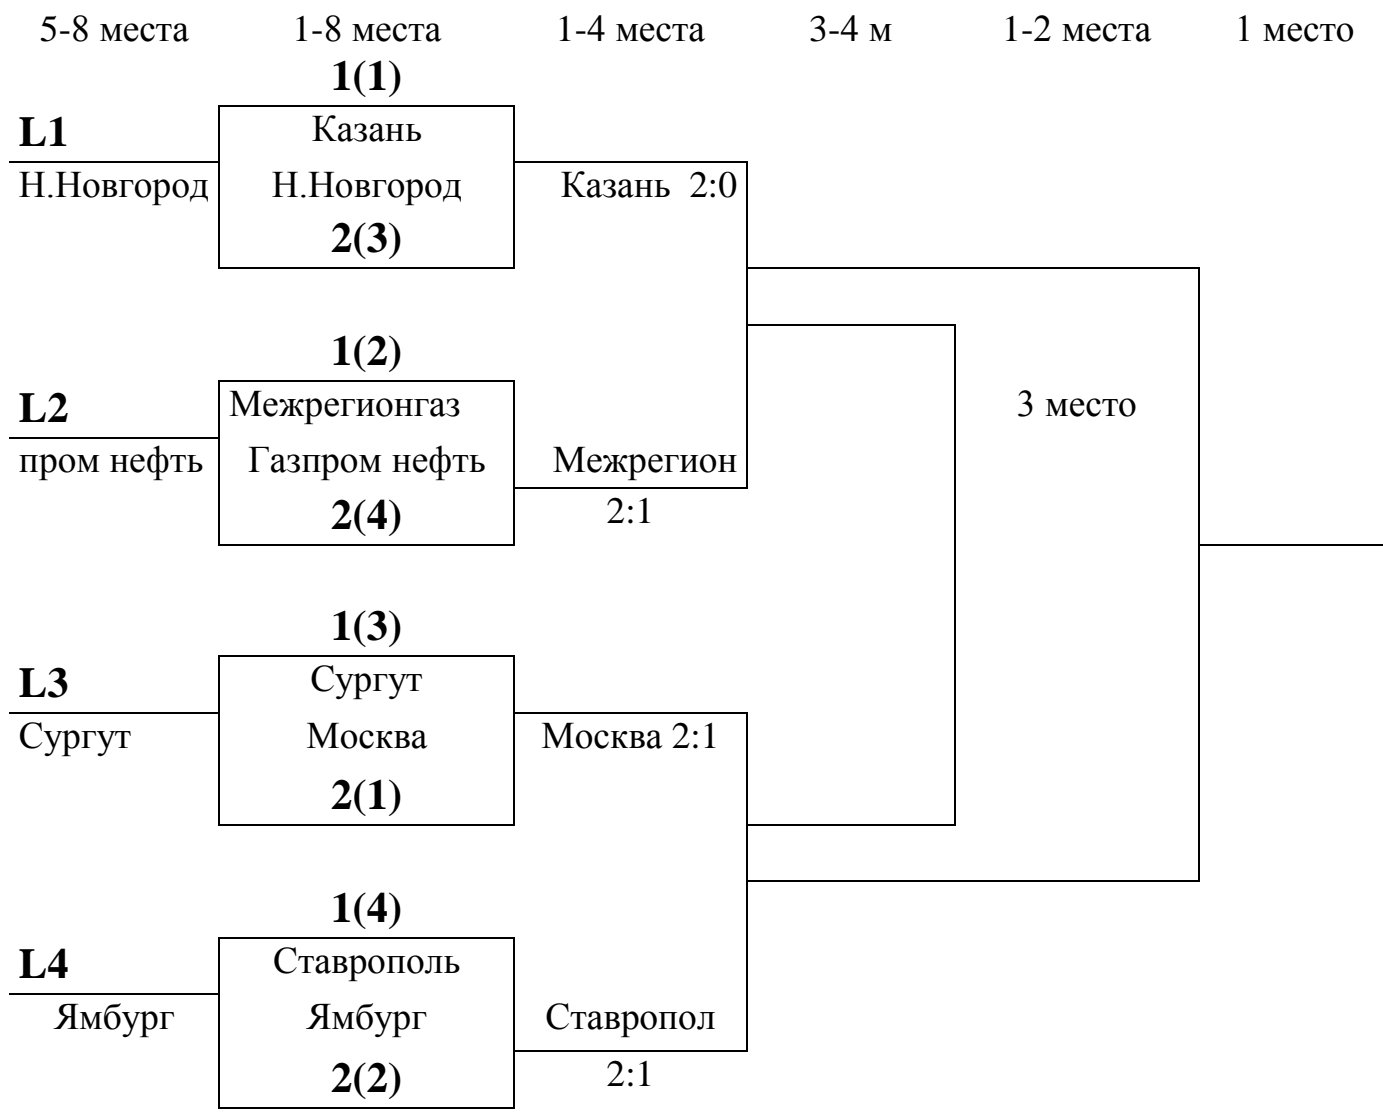 5-8 места 1-8 места 1-4 места 3-4 м 1-2 места 1 место
1(1)
L1 Казань
Н.Новгород Н.Новгород Казань 2:0
2(3)
1(2)
L2 Межрегионгаз 3 место
пром нефть Газпром нефть Межрегион
2(4) 2:1
1(3)
L3 Сургут
Сургут Москва Москва 2:1
2(1)
1(4)
L4 Ставрополь
Ямбург Ямбург Ставропол
2(2) 2:1